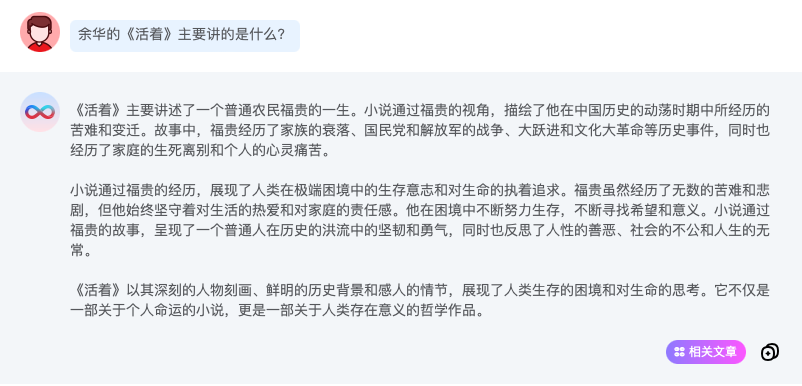 余华的《活着》主要讲的是什么?
《活着》主要讲述了一个普通农民福贵的一生。小说通过福贵的视角，描绘了他在中国历史的动荡时期中所经历的
苦难和变迁。故事中，福贵经历了家族的衰落、国民党和解放军的战争、大跃进和文化大革命等历史事件，同时也
经历了家庭的生死离别和个人的心灵痛苦。
小说通过福贵的经历，展现了人类在极端困境中的生存意志和对生命的执着追求。福贵虽然经历了无数的苦难和悲
剧，但他始终坚守着对生活的热爱和对家庭的责任感。他在困境中不断努力生存，不断寻找希望和意义。小说通过
福贵的故事，呈现了一个普通人在历史的洪流中的坚韧和勇气，同时也反思了人性的善恶、社会的不公和人生的无
常。
《活着》以其深刻的人物刻画、鲜明的历史背景和感人的情节，展现了人类生存的困境和对生命的思考。它不仅是
一部关于个人命运的小说，更是一部关于人类存在意义的哲学作品。
相关文章